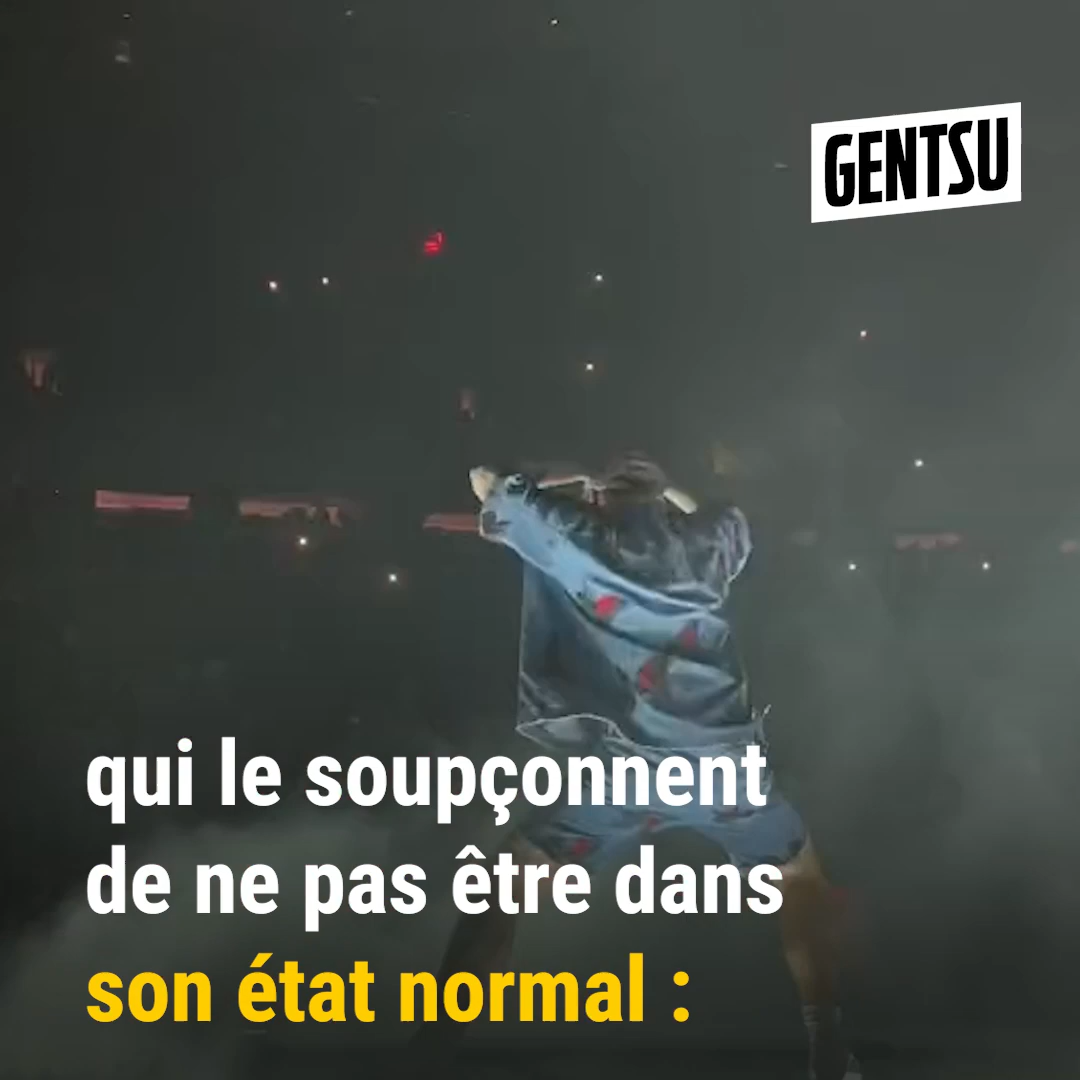 GENTSU
qui le soupçonnent
de ne pas être dans
son état normal :